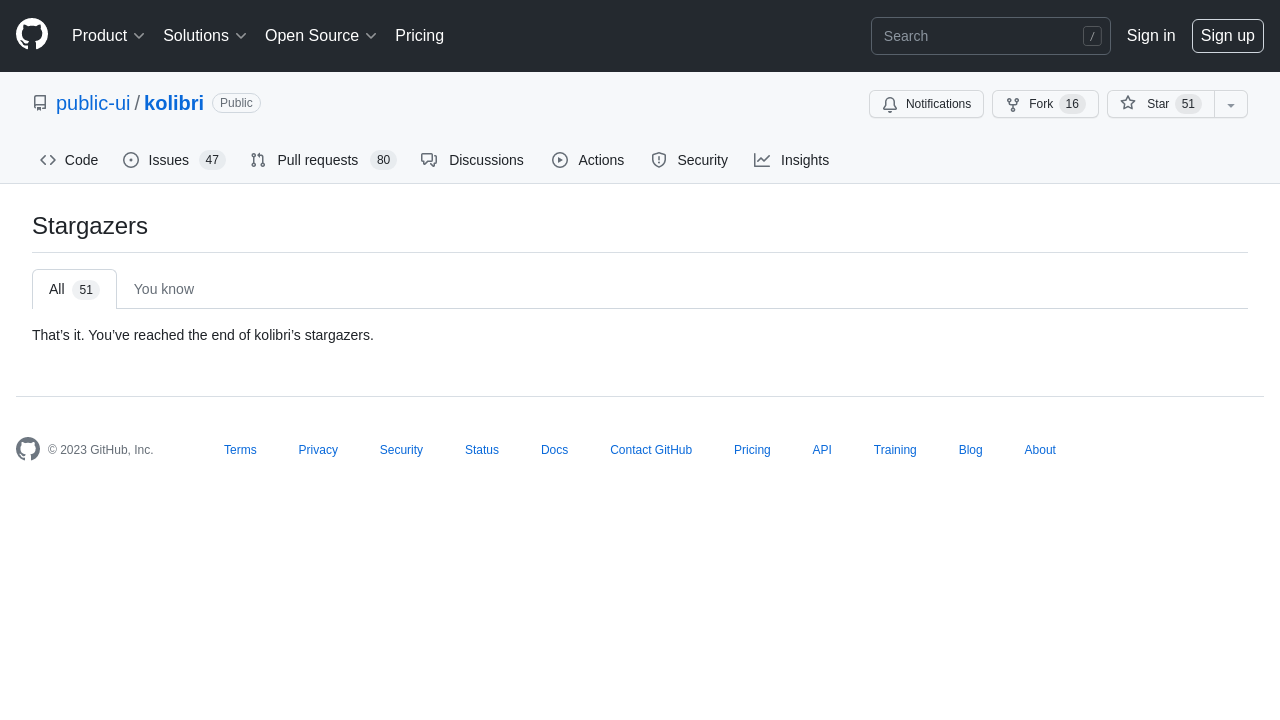 Product Solutions Open Source Pricing Search / Sign in Sign up
public-ui / kolibri Public Notifications Fork 16 Star 51
Code Issues 47 Pull requests 80 Discussions Actions Security Insights
Stargazers
All 51 You know
That’s it. You’ve reached the end of kolibri’s stargazers.
© 2023 GitHub, Inc. Terms Privacy Security Status Docs Contact GitHub Pricing API Training Blog About